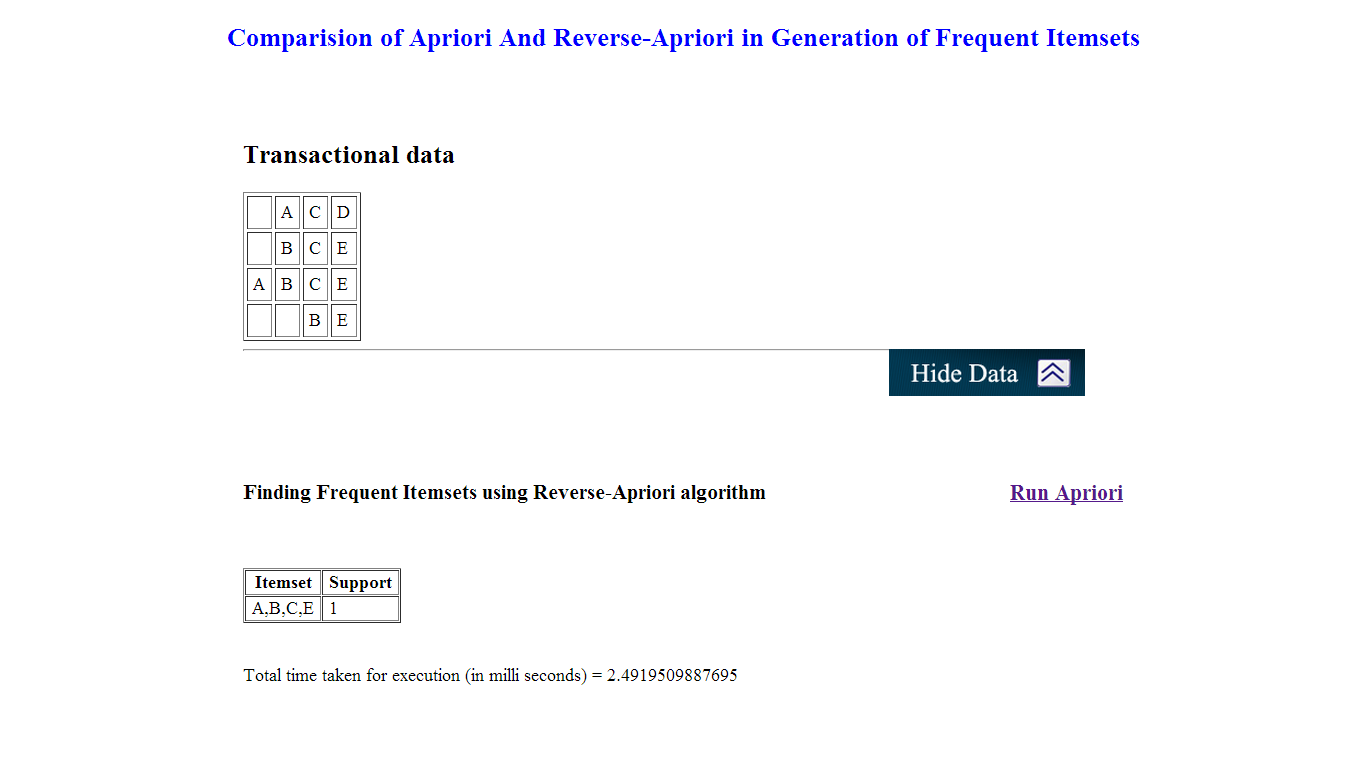 Comparision of Apriori And Reverse-Apriori in Generation of Frequent Itemsets
Transactional data
A C D
B C E
A B C E
B E
Hide Data
Finding Frequent Itemsets using Reverse-Apriori algorithm
Run Apriori
Itemset Support
A,B,C,E 1
Total time taken for execution (in milli seconds) = 2.4919509887695